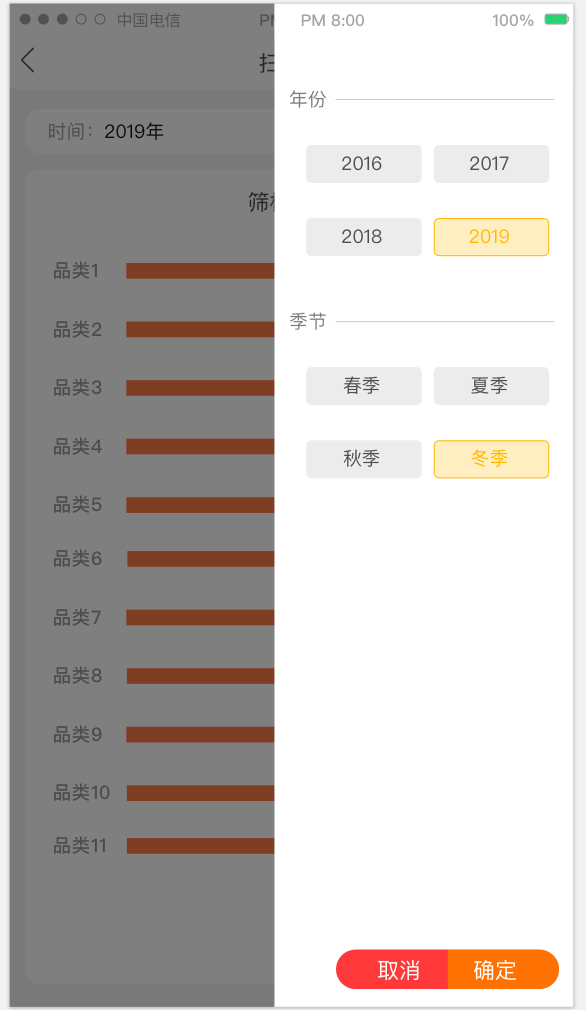 中国电信
PM 8:00
100%
时间：2019年
品类1
品类2
品类3
品类4
品类5
品类6
品类7
品类8
品类9
品类10
品类11
年份
2016 2017
2018 2019
季节
春季 夏季
秋季 冬季
取消 确定